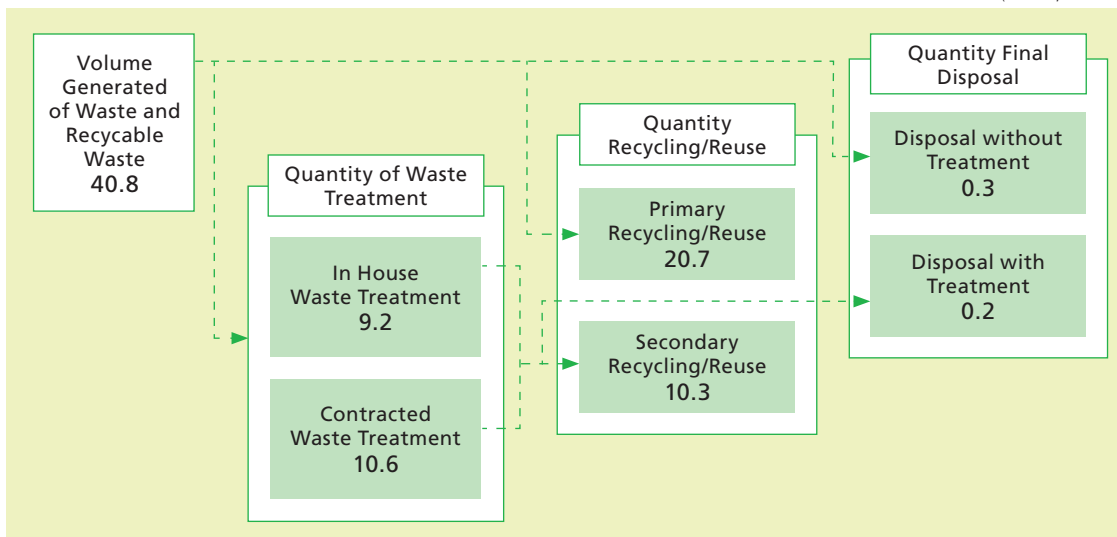 Volume
Generated
of Waste and
Recycable
Waste
40.8
Quantity of Waste
Treatment
In House
Waste Treatment
9.2
Contracted
Waste Treatment
10.6
Quantity
Recycling/Reuse
Primary
Recycling/Reuse
20.7
Secondary
Recycling/Reuse
10.3
Quantity Final
Disposal
Disposal without
Treatment
0.3
Disposal with
Treatment
0.2